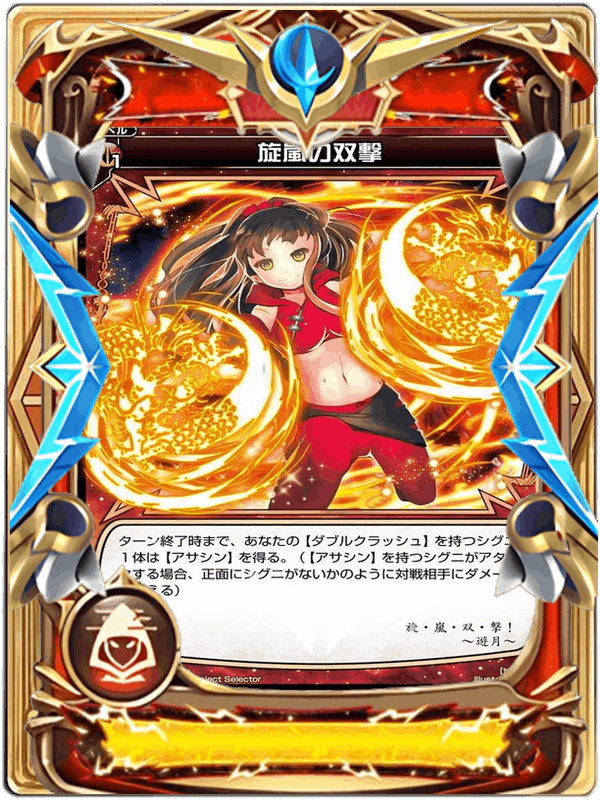 旋嵐の双撃
ターン終了時まで、あなたの【ダブルクラッシュ】を持つシグニ
1体は【アサシン】を得る。（【アサシン】を持つシグニがアタ
する場合、正面にシグニがないかのように対戦相手にダメー
える）
旋・嵐・双・撃！
～遊月～
ject Selector
Illust